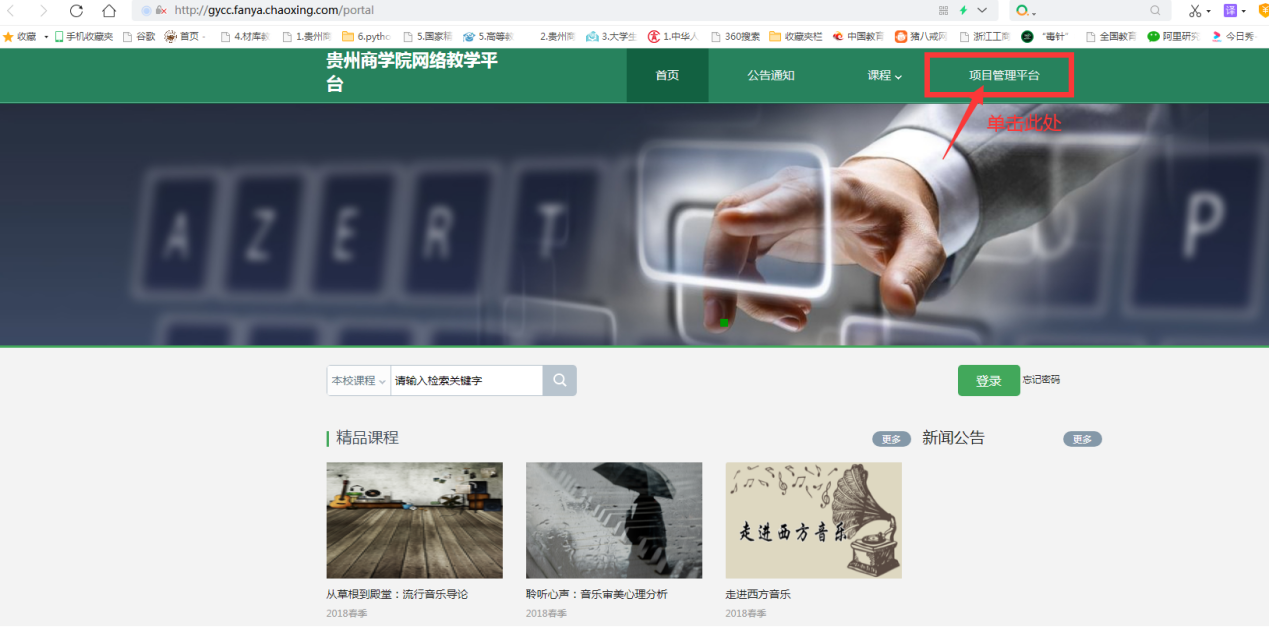 http://gycc.fanya.chaoxing.com/portal
收藏 手机收藏夹 谷歌 首页 - 4.材库 1.贵州商 6.pytho 5.国家 5.高等 2.贵州商 3.大学生 1.中华人 360搜索 收藏夹栏 中国教育 猪八戒网 浙江工商 "毒针" 全国教育 阿里研究 今日秀
贵州商学院网络教学平
台
首页 公告通知 课程 项目管理平台
单击此处
A Z E R T
O P
本校课程 请输入检索关键字
登录 忘记密码
精品课程 更多 新闻公告 更多
走进西方音乐
从草根到殿堂：流行音乐导论 聆听心声：音乐审美心理分析 走进西方音乐
2018春季 2018春季 2018春季